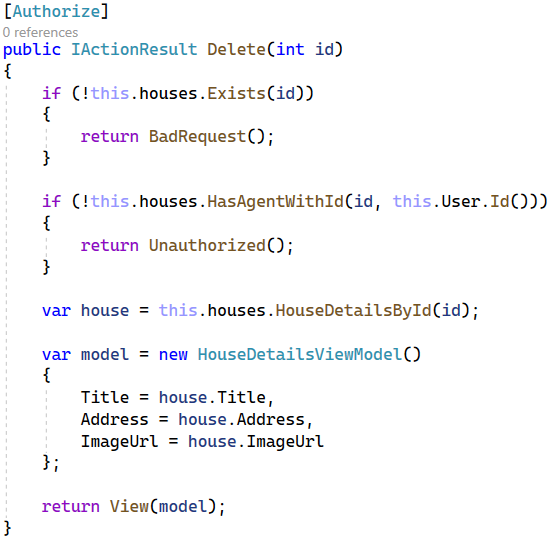 [Authorize]
0 references
public IActionResult Delete(int id)
{
    if (!this.houses.Exists(id))
    {
        return BadRequest();
    }

    if (!this.houses.HasAgentWithId(id, this.User.Id()))
    {
        return Unauthorized();
    }

    var house = this.houses.HouseDetailsById(id);

    var model = new HouseDetailsViewModel()
    {
        Title = house.Title,
        Address = house.Address,
        ImageUrl = house.ImageUrl
    };

    return View(model);
}